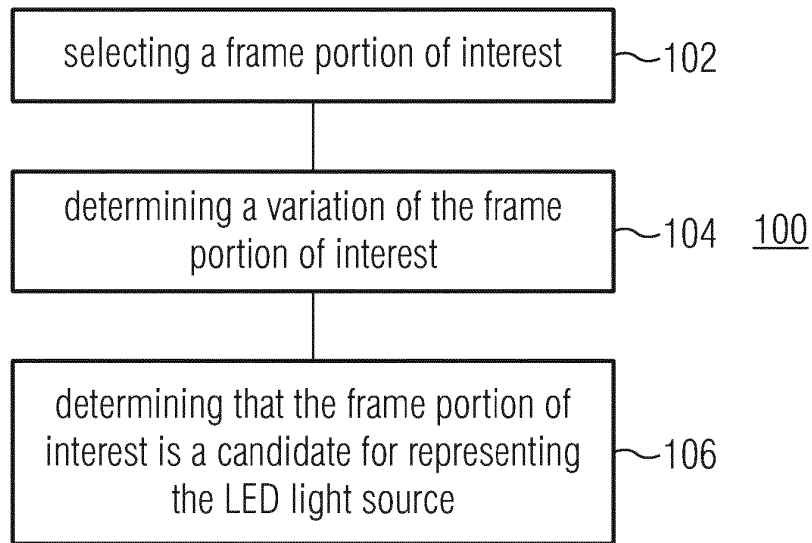 selecting a frame portion of interest
102
determining a variation of the frame
portion of interest
104
100
determining that the frame portion of
interest is a candidate for representing
the LED light source
106